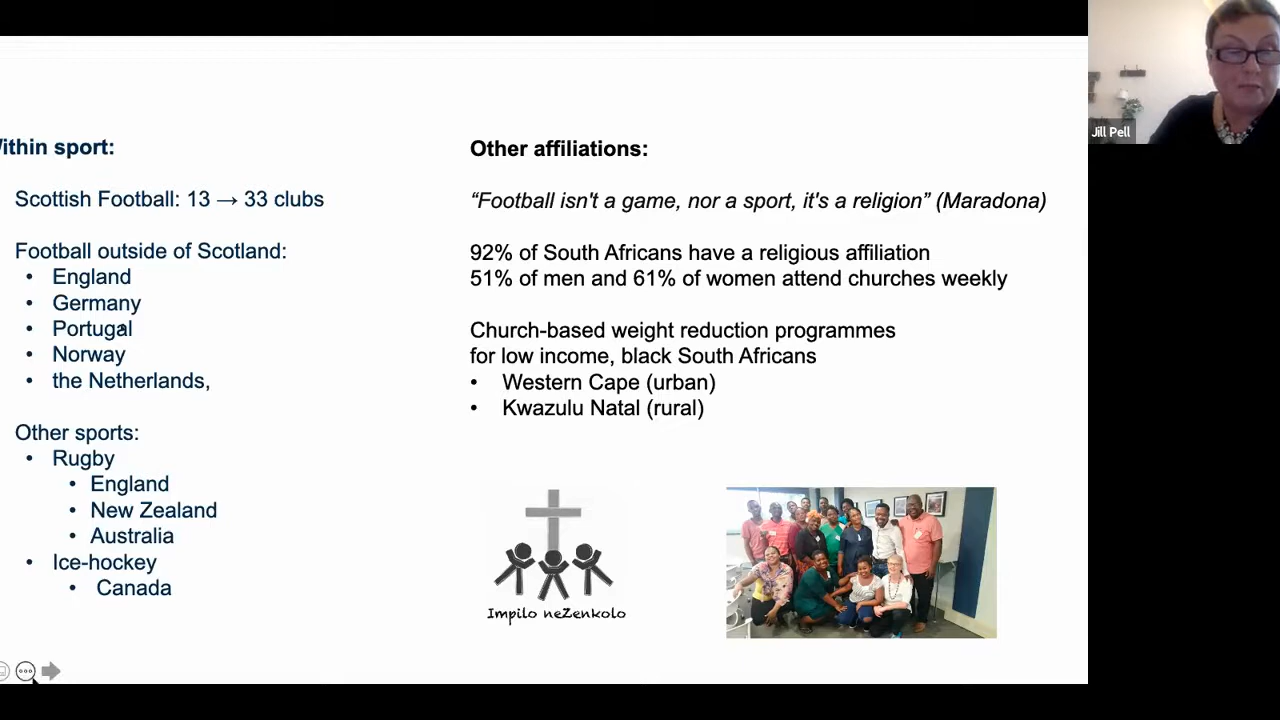 ithin sport:
Scottish Football: 13 → 33 clubs
Football outside of Scotland:
• England
• Germany
• Portugal
• Norway
• the Netherlands,
Other sports:
• Rugby
• England
• New Zealand
• Australia
• Ice-hockey
• Canada
Other affiliations:
“Football isn't a game, nor a sport, it's a religion” (Maradona)
92% of South Africans have a religious affiliation
51% of men and 61% of women attend churches weekly
Church-based weight reduction programmes
for low income, black South Africans
• Western Cape (urban)
• Kwazulu Natal (rural)
Impilo neZenkolo
Jill Pell